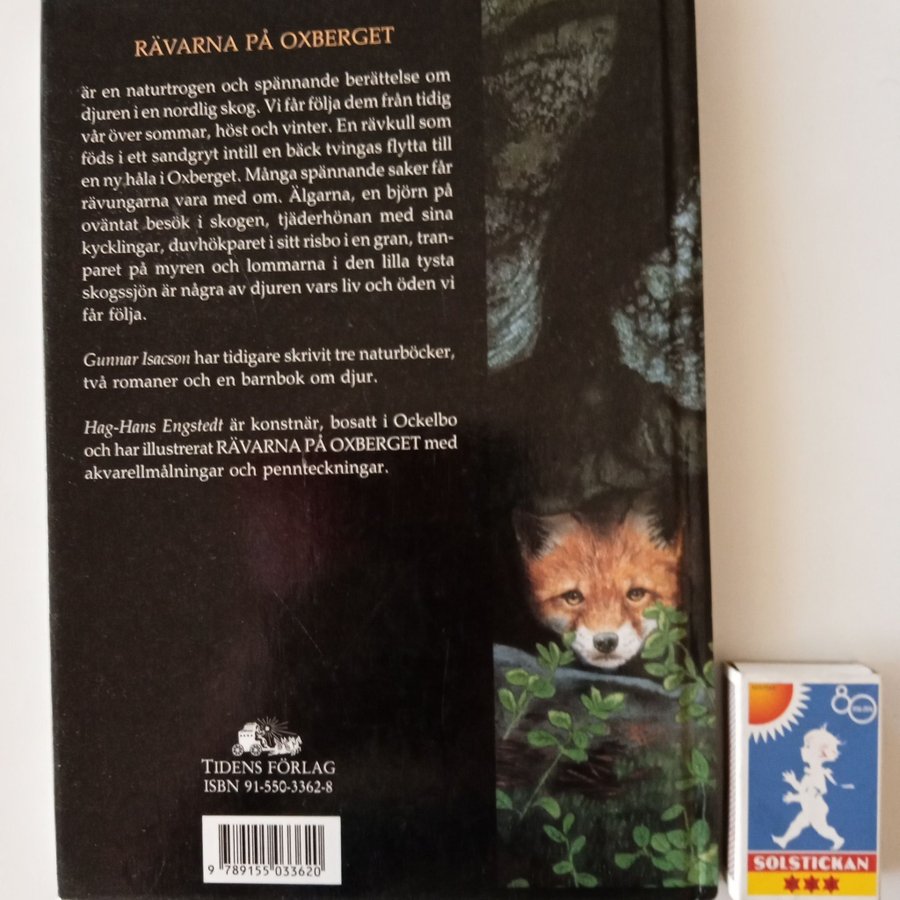 RÄVARNA PÅ OXBERGET
är en naturtrogen och spännande berättelse om
djuren i en nordlig skog. Vi får följa dem från tidig
vår över sommar, höst och vinter. En rävkull som
föds i ett sandgryt intill en bäck tvingas flytta till
en ny håla i Oxberget. Många spännande saker får
rävungarna vara med om. Älgarna, en björn på
oväntat besök i skogen, tjäderhönan med sina
kycklingar, duvhökparet i sitt risbo i en gran, tran-
paret på myren och lommarna i den lilla tysta
skogssjön är några av djuren vars liv och öden vi
får följa.
Gunnar Isacson har tidigare skrivit tre naturböcker,
två romaner och en barnbok om djur.
Hag-Hans Engstedt är konstnär, bosatt i Ockelbo
och har illustrerat RÄVARNA PÅ OXBERGET med
akvarellmålningar och pennteckningar.
TIDENS FÖRLAG
ISBN 91-550-3362-8
9 789155 033620
80
SOLSTICKAN